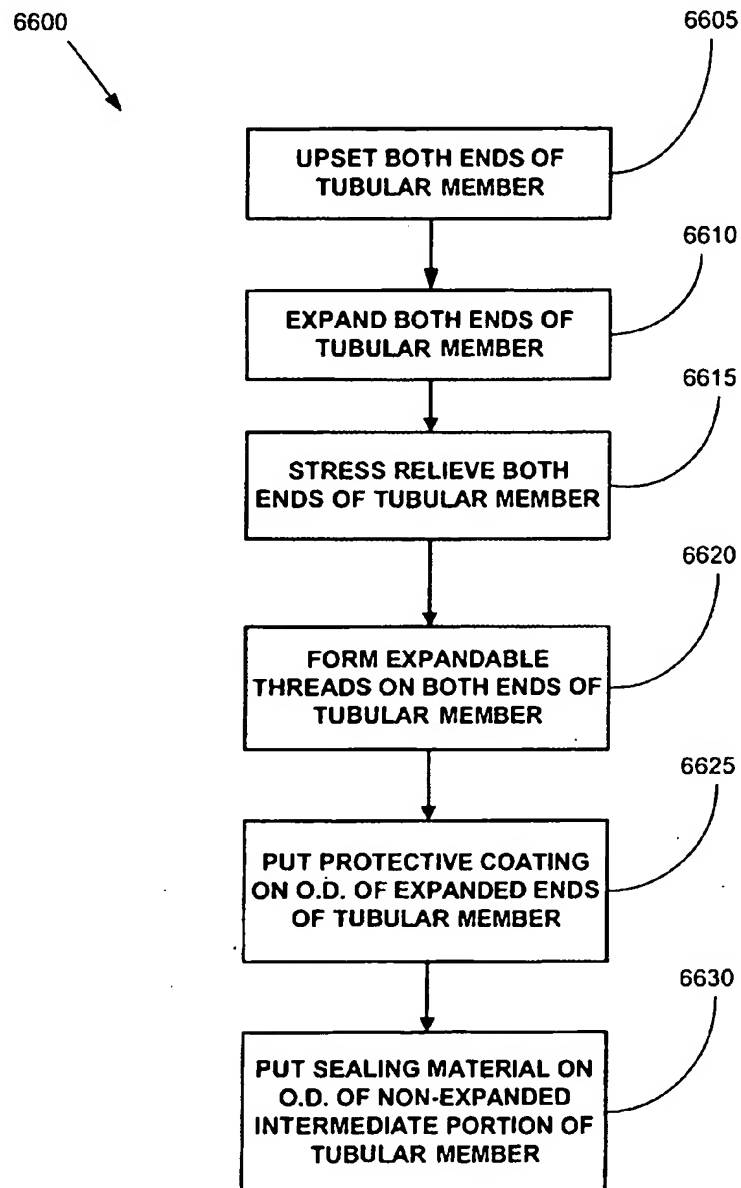 6600
6605
UPSET BOTH ENDS OF
TUBULAR MEMBER
6610
EXPAND BOTH ENDS OF
TUBULAR MEMBER
6615
STRESS RELIEVE BOTH
ENDS OF TUBULAR MEMBER
6620
FORM EXPANDABLE
THREADS ON BOTH ENDS OF
TUBULAR MEMBER
6625
PUT PROTECTIVE COATING
ON O.D. OF EXPANDED ENDS
OF TUBULAR MEMBER
6630
PUT SEALING MATERIAL ON
O.D. OF NON-EXPANDED
INTERMEDIATE PORTION OF
TUBULAR MEMBER